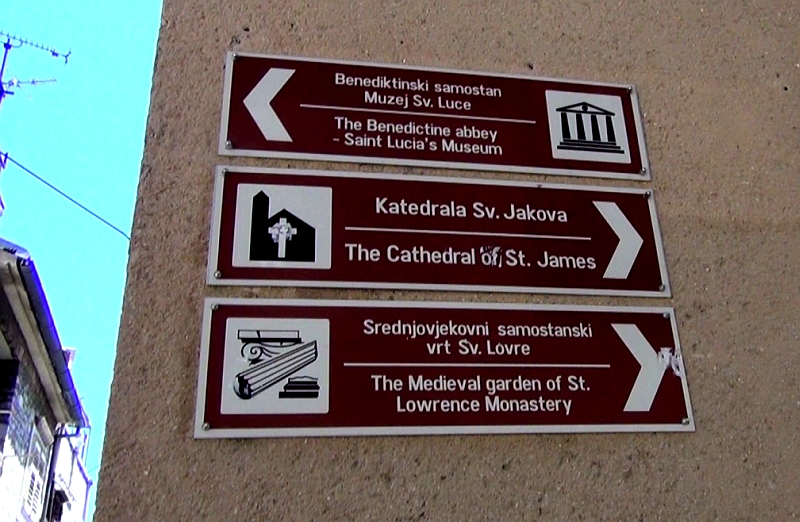 Benediktinski samostan
Muzej Sv. Luce
The Benedictine abbey
- Saint Lucia's Museum
Katedrala Sv. Jakova
The Cathedral of St. James
Srednjovjekovni samostanski
vrt Sv. Lovre
The Medieval garden of St.
Lowrence Monastery